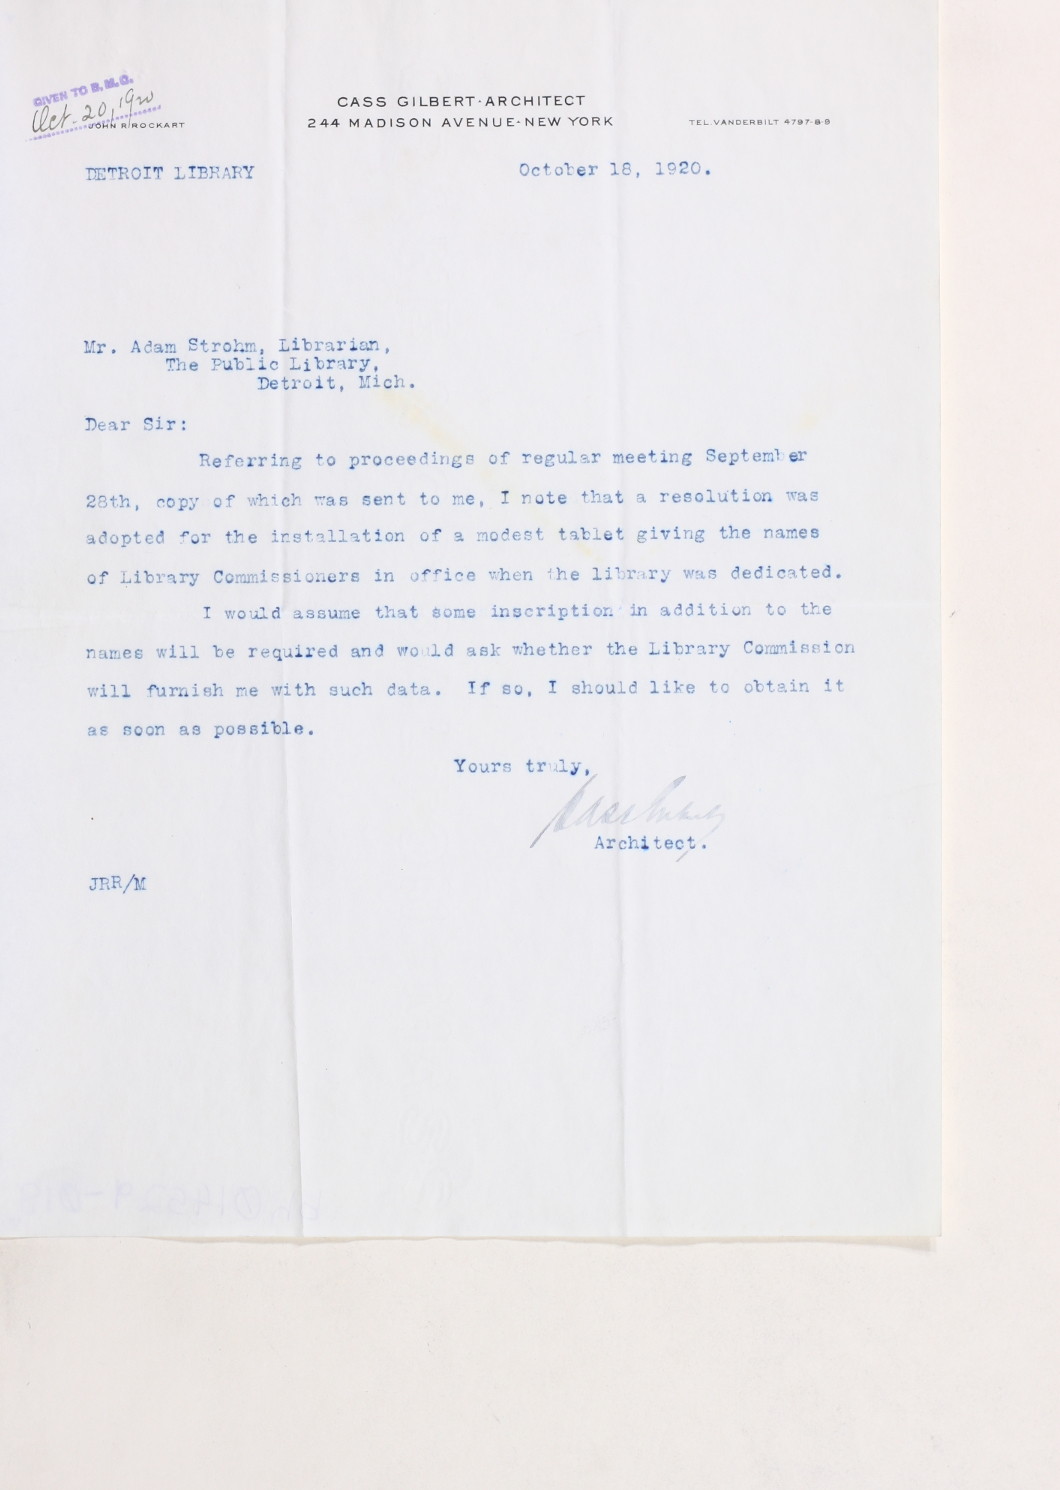 GIVEN TO B.M.O.
Oct. 20, 1920
JOHN R ROCKART
CASS GILBERT·ARCHITECT
244 MADISON AVENUE-NEW YORK
TEL. VANDERBILT 4797-8-9
DETROIT LIBRARY
October 18, 1920.
Mr. Adam Strohm, Librarian,
The Public Library,
Detroit, Mich.
Dear Sir:
Referring to proceedings of regular meeting September
28th, copy of which was sent to me, I note that a resolution was
adopted for the installation of a modest tablet giving the names
of Library Commissioners in office when the library was dedicated.
I would assume that some inscription in addition to the
names will be required and would ask whether the Library Commission
will furnish me with such data. If so, I should like to obtain it
as soon as possible.
Yours truly,
Cass Gilbert
Architect.
JRR/M